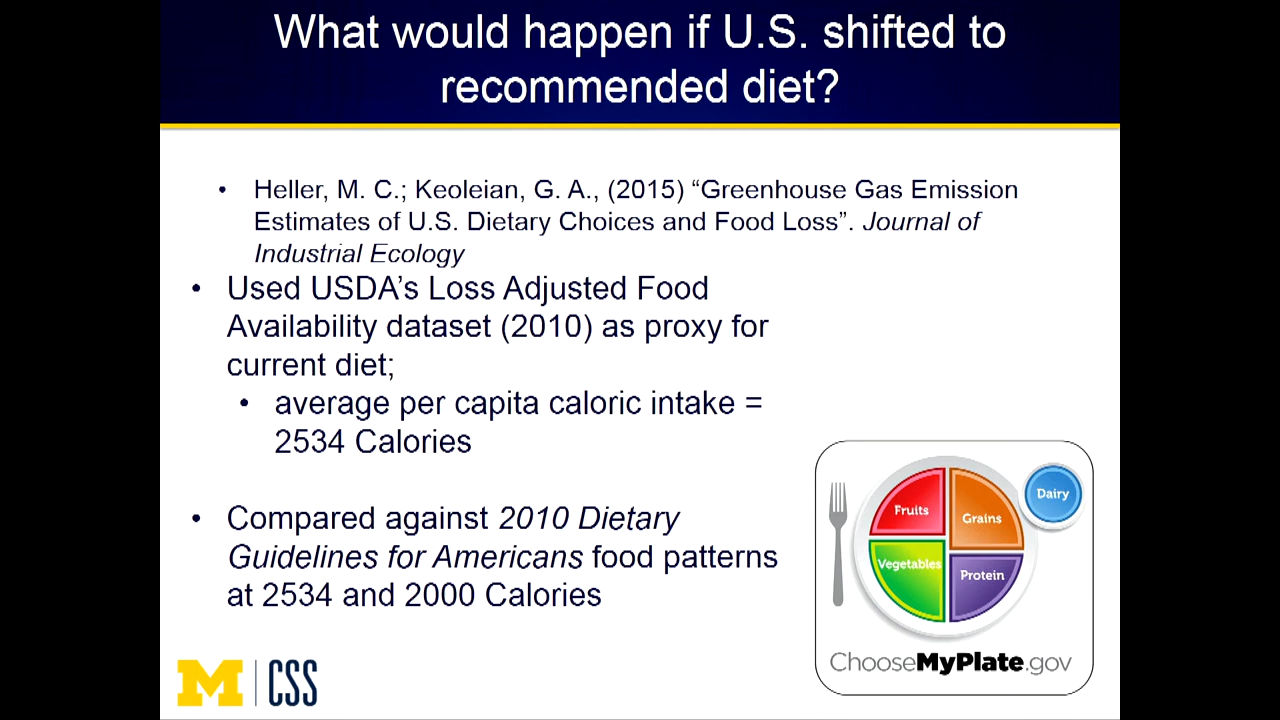 What would happen if U.S. shifted to
recommended diet?
• Heller, M. C.; Keoleian, G. A., (2015) “Greenhouse Gas Emission
Estimates of U.S. Dietary Choices and Food Loss”. Journal of
Industrial Ecology
• Used USDA’s Loss Adjusted Food
Availability dataset (2010) as proxy for
current diet;
• average per capita caloric intake =
2534 Calories
• Compared against 2010 Dietary
Guidelines for Americans food patterns
at 2534 and 2000 Calories
Fruits
Grains
Dairy
Vegetables
Protein
ChooseMyPlate.gov
M | CSS